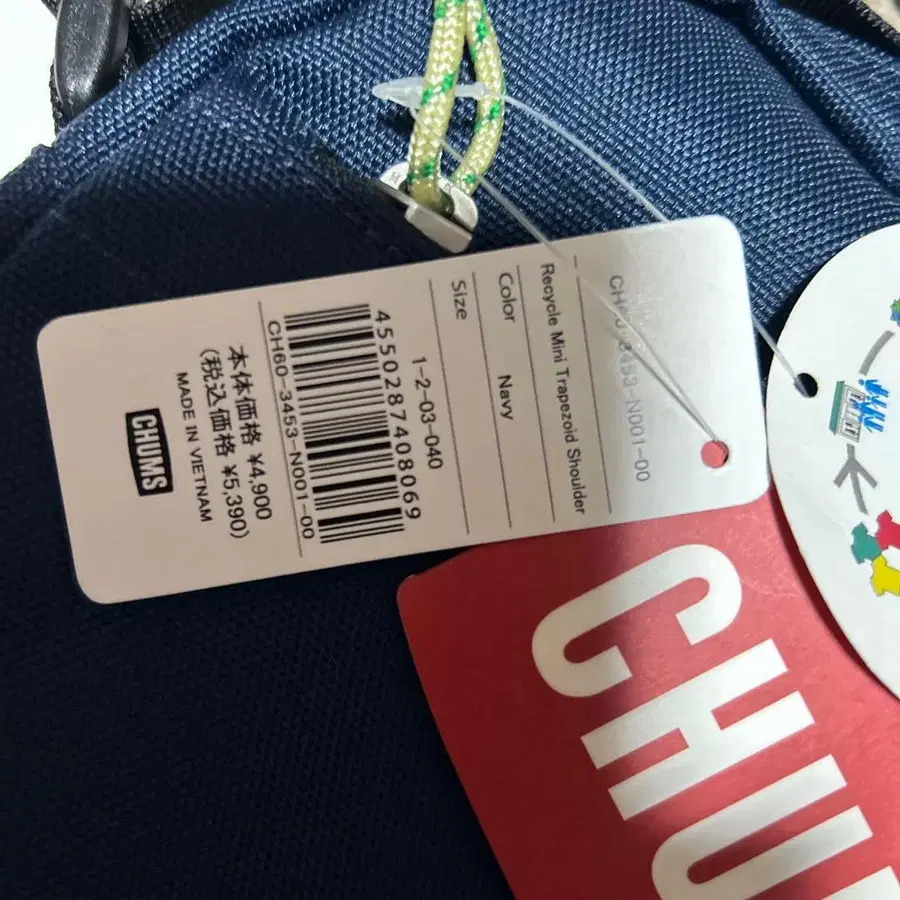 CH60-3453-N001-00
Recycle Mini Trapezoid Shoulder
Color Navy
Size
1-2-03-040
4550287408069
CH60-3453-N001-00
本体価格 ¥4,900
(税込価格 ¥5,390)
MADE IN VIETNAM
CHUMS
CHU